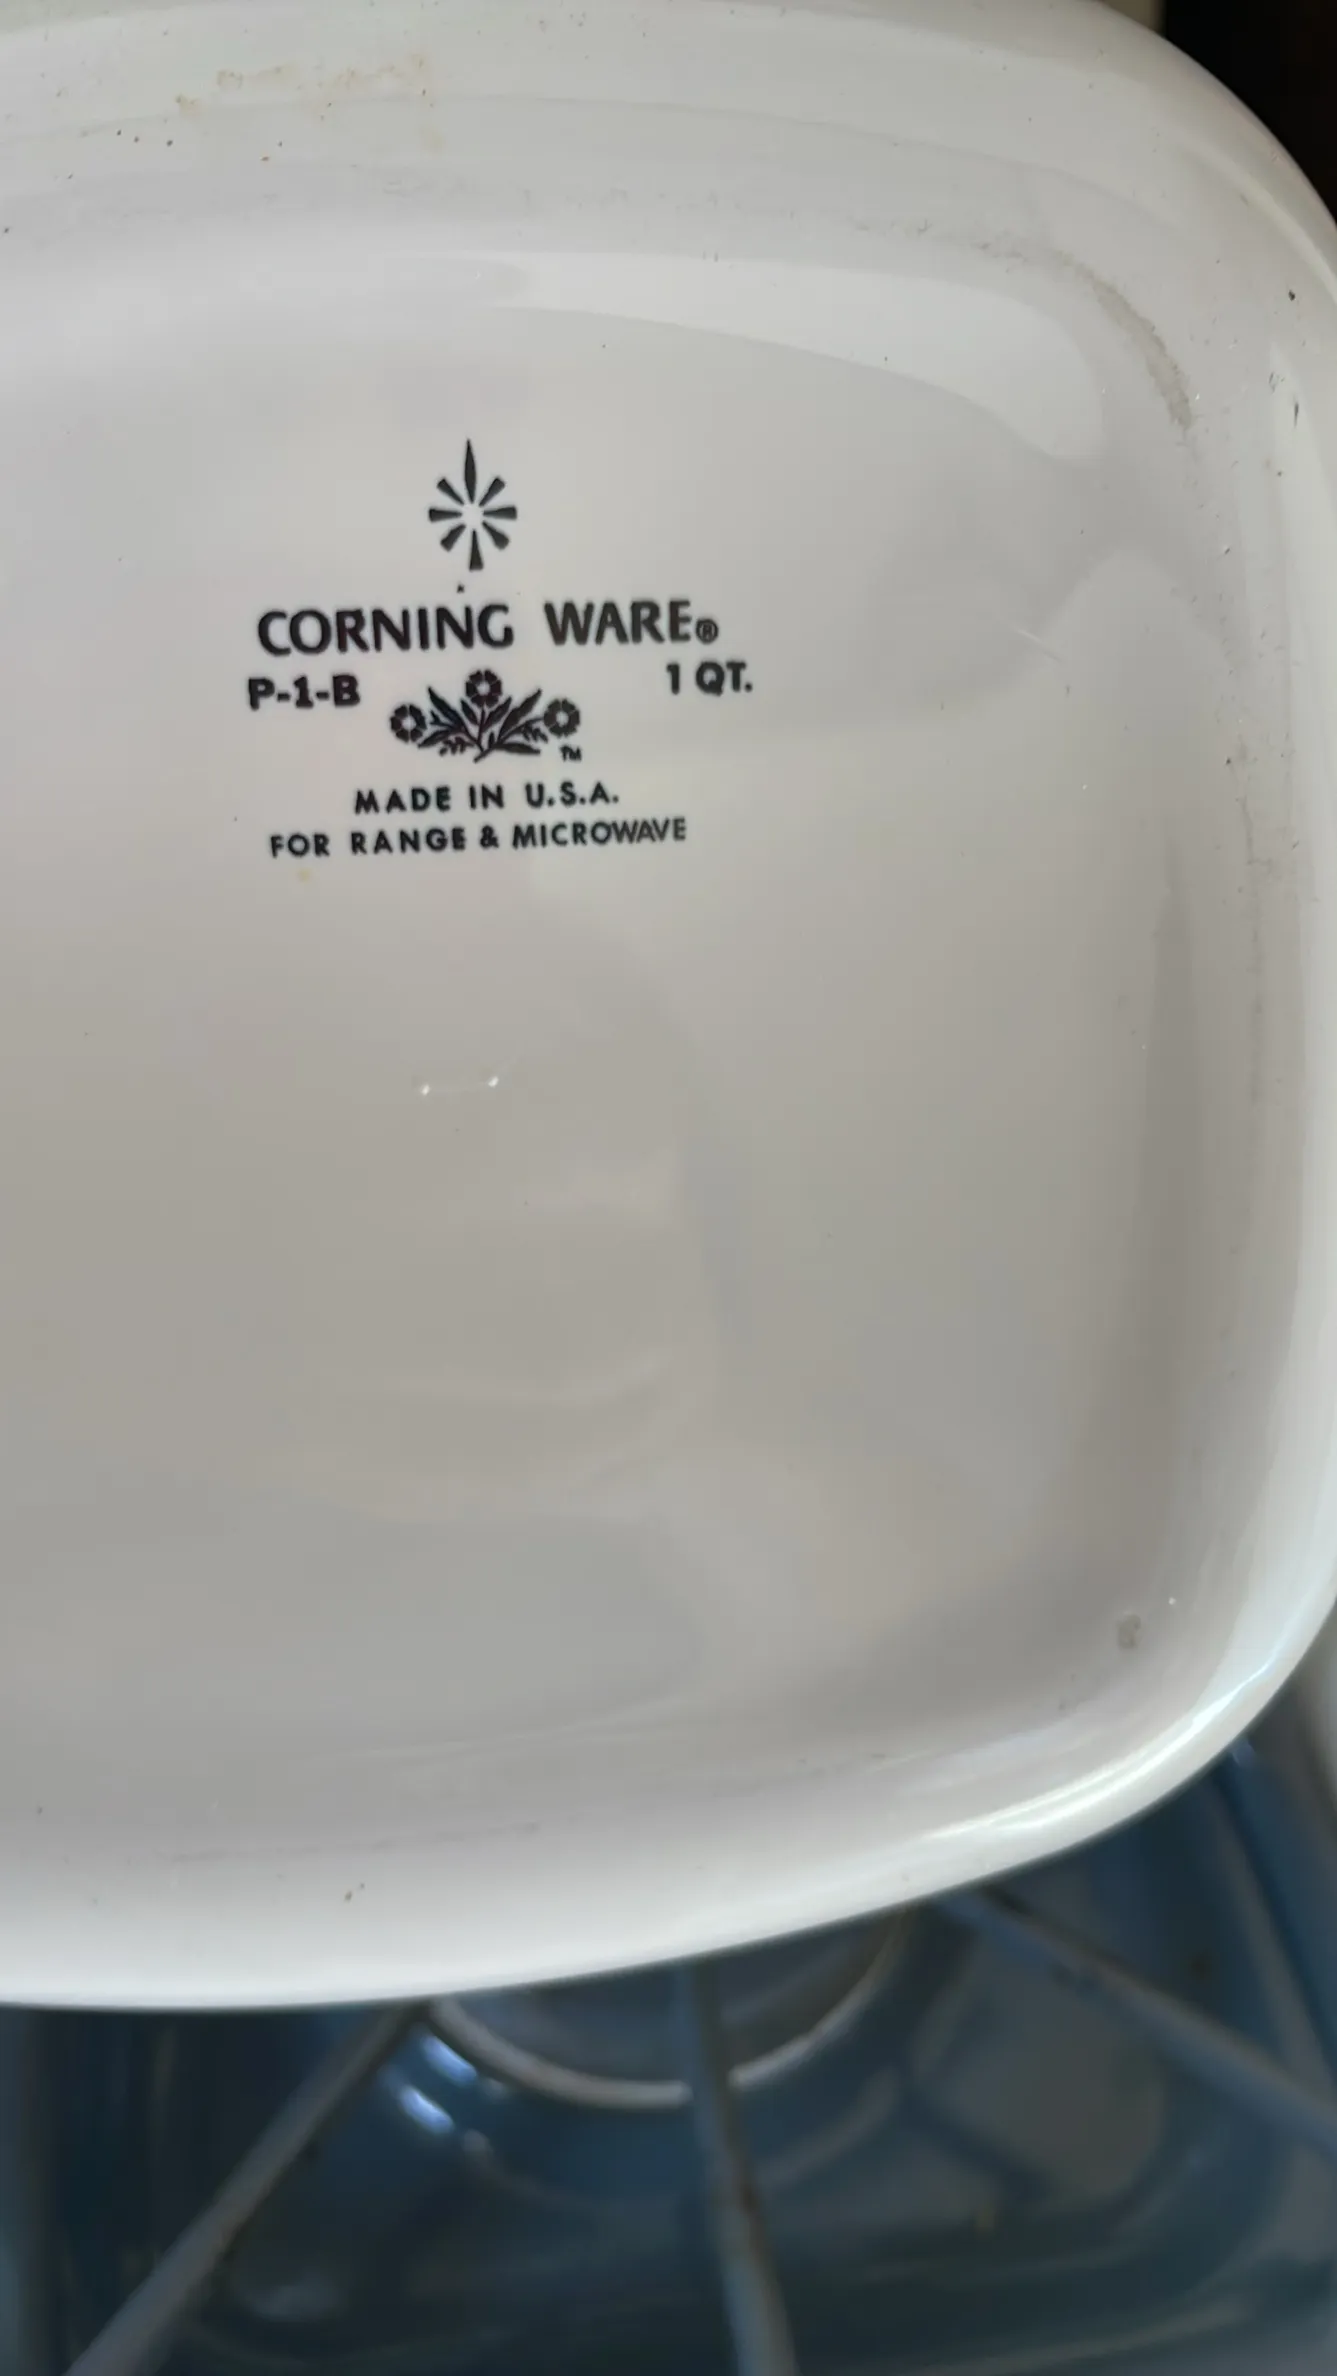 CORNING WARE®
P-1-B 1 QT.
TM
MADE IN U.S.A.
FOR RANGE & MICROWAVE